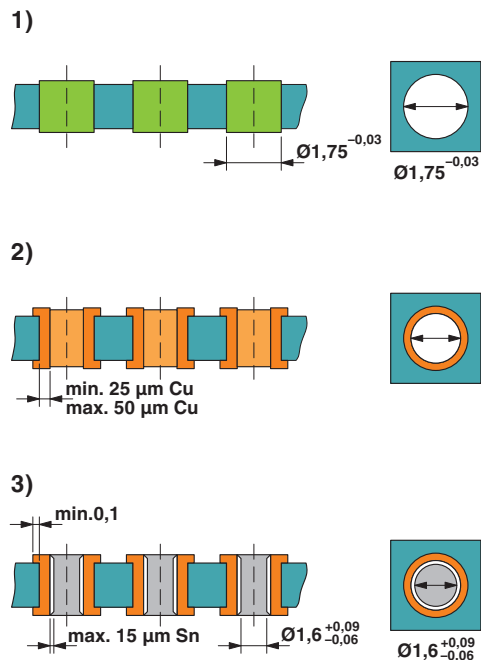 1)
Ø1,75 −0,03
Ø1,75 −0,03
2)
min. 25 µm Cu
max. 50 µm Cu
3)
min.0,1
max. 15 µm Sn
Ø1,6 +0,09 −0,06
Ø1,6 +0,09 −0,06